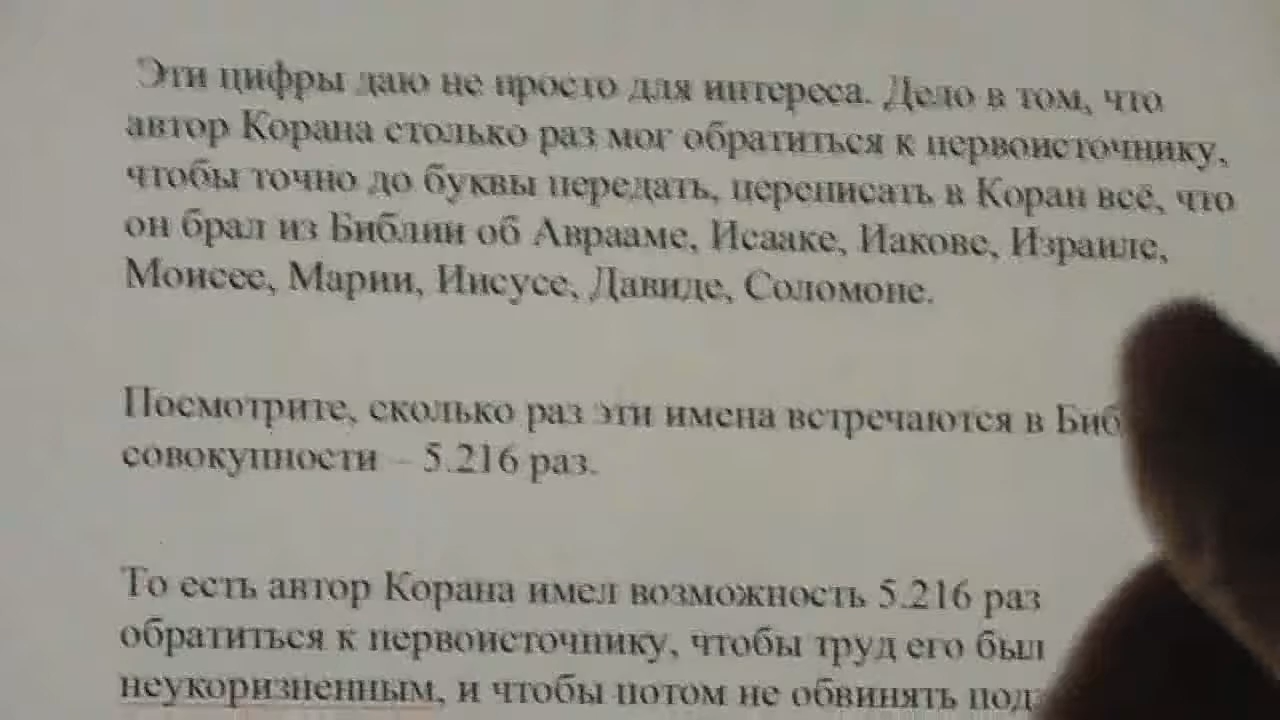 Эти цифры даю не просто для интереса. Дело в том, что
автор Корана столько раз мог обратиться к первоисточнику,
чтобы точно до буквы передать, переписать в Коран всё, что
он брал из Библии об Аврааме, Исааке, Иакове, Израиле,
Моисее, Марии, Иисусе, Давиде, Соломоне.
Посмотрите, сколько раз эти имена встречаются в
совокупности – 5.216 раз.
То есть автор Корана имел возможность 5.216 раз
обратиться к первоисточнику, чтобы труд его был
неукоризненным, и чтобы потом не обвинять